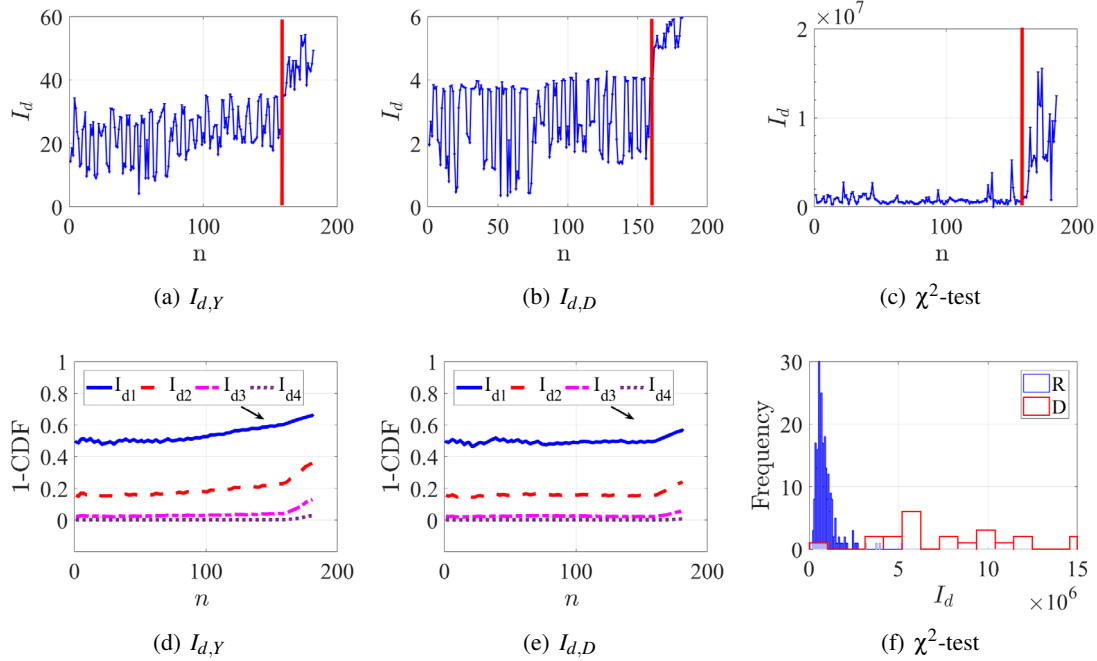 60
40
20
0
0 100 200
I_d
n
(a) I_{d,Y}
6
4
2
0
0 50 100 150 200
I_d
n
(b) I_{d,D}
×10^7
2
1
0
0 100 200
I_d
n
(c) χ²-test
1
0.8
0.6
0.4
0.2
0
I_{d1} I_{d2} I_{d3} I_{d4}
1-CDF
0 100 200
n
(d) I_{d,Y}
1
0.8
0.6
0.4
0.2
0
I_{d1} I_{d2} I_{d3} I_{d4}
1-CDF
0 100 200
n
(e) I_{d,D}
30
20
10
0
R
D
Frequency
0 5 10 15
I_d ×10^6
(f) χ²-test